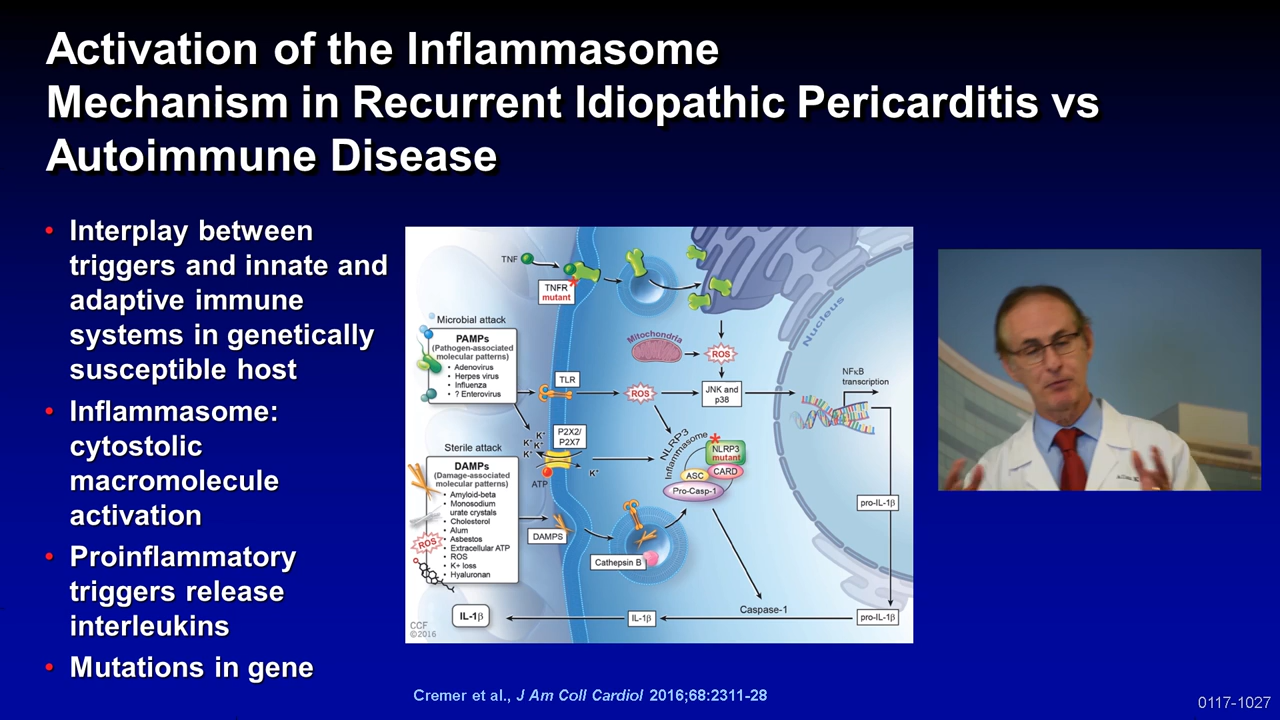 Activation of the Inflammasome
Mechanism in Recurrent Idiopathic Pericarditis vs
Autoimmune Disease
• Interplay between
triggers and innate and
adaptive immune
systems in genetically
susceptible host
• Inflammasome:
cytostolic
macromolecule
activation
• Proinflammatory
triggers release
interleukins
• Mutations in gene
TNF
TNFR
mutant
Microbial attack
PAMPs
(Pathogen-associated
molecular patterns)
• Adenovirus
• Herpes virus
• Influenza
• ? Enterovirus
Mitochondria
ROS
Nucleus
TLR
ROS
JNK and
p38
NFκB
transcription
Sterile attack
DAMPs
(Damage-associated
molecular patterns)
• Amyloid-beta
• Monosodium
urate crystals
• Cholesterol
• Alum
• Asbestos
• Extracellular ATP
• ROS
• K+ loss
• Hyaluronan
ROS
K+
K+ K+
K+
P2X2/
P2X7
K+
ATP
NLRP3
Inflammasome
NLRP3
mutant
ASC
CARD
Pro-Casp-1
DAMPS
Cathepsin B
pro-IL-1β
Caspase-1
IL-1β
IL-1β
pro-IL-1β
CCF
©2016
Cremer et al., J Am Coll Cardiol 2016;68:2311-28
0117-1027